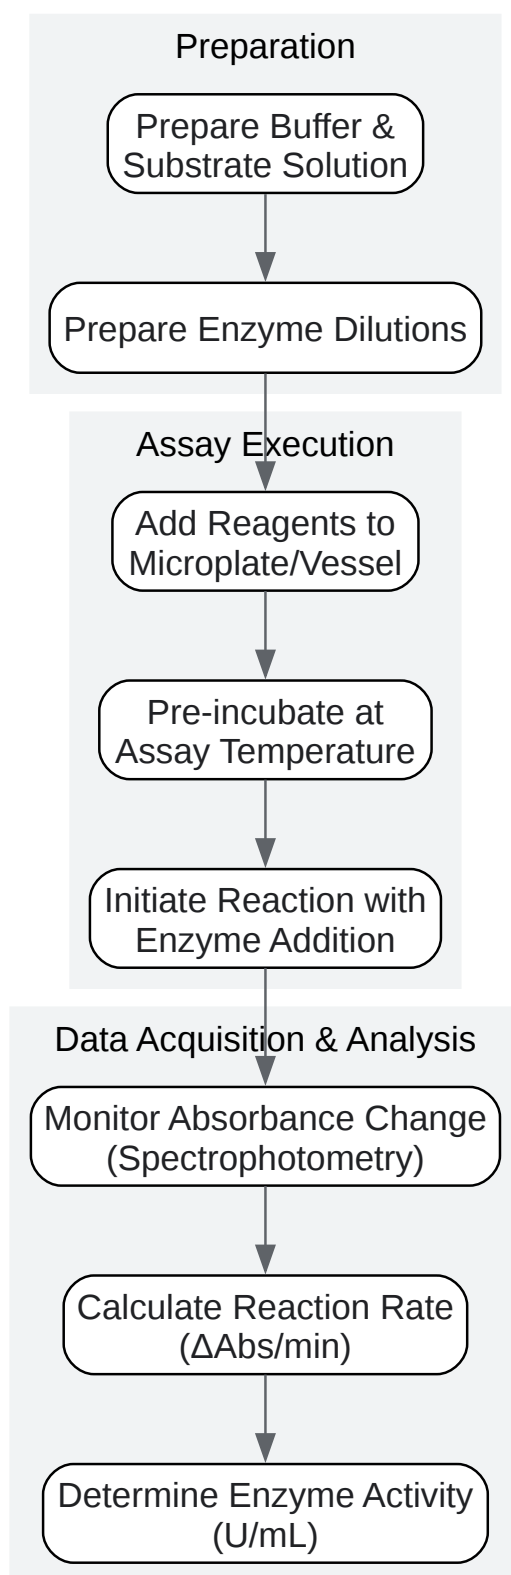 Preparation
Prepare Buffer &
Substrate Solution
Prepare Enzyme Dilutions
Assay Execution
Add Reagents to
Microplate/Vessel
Pre-incubate at
Assay Temperature
Initiate Reaction with
Enzyme Addition
Data Acquisition & Analysis
Monitor Absorbance Change
(Spectrophotometry)
Calculate Reaction Rate
(ΔAbs/min)
Determine Enzyme Activity
(U/mL)